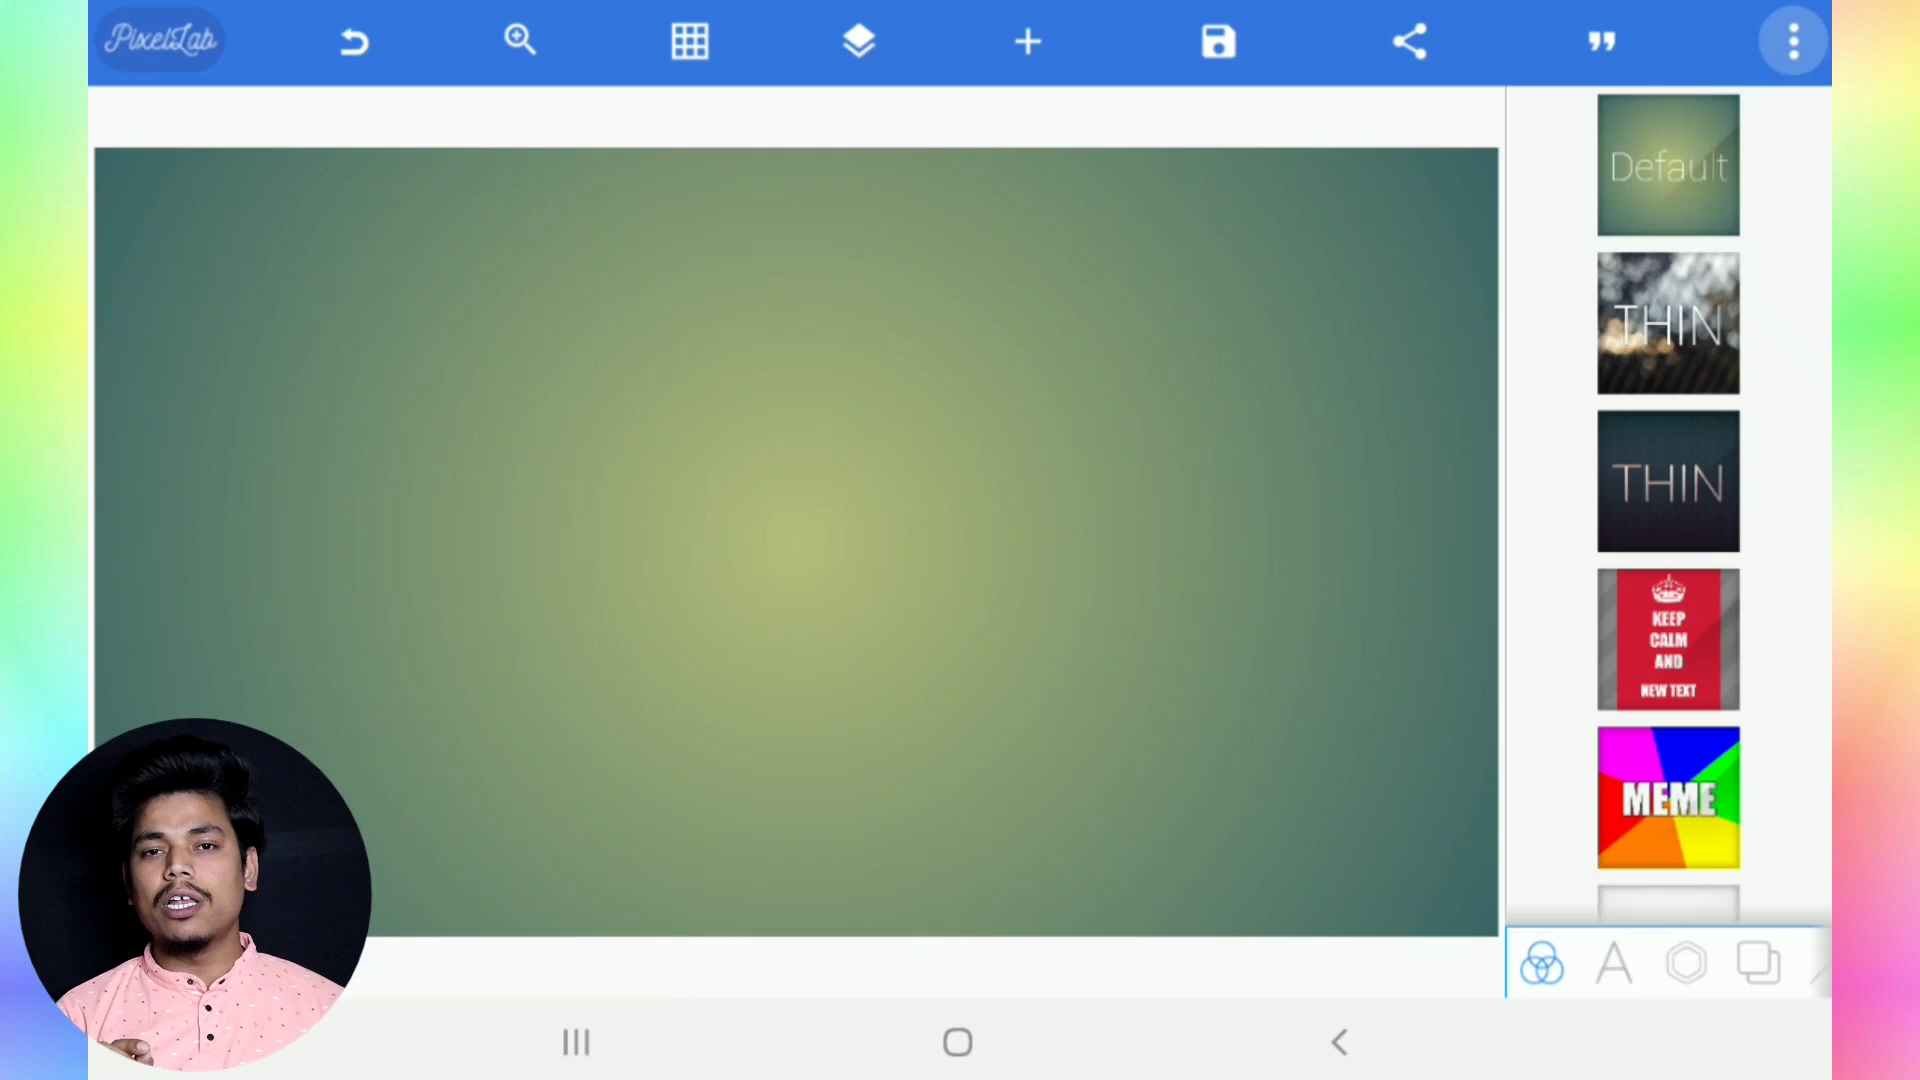 PixelLab
Default
THIN
THIN
KEEP
CALM
AND
NEW TEXT
MEME